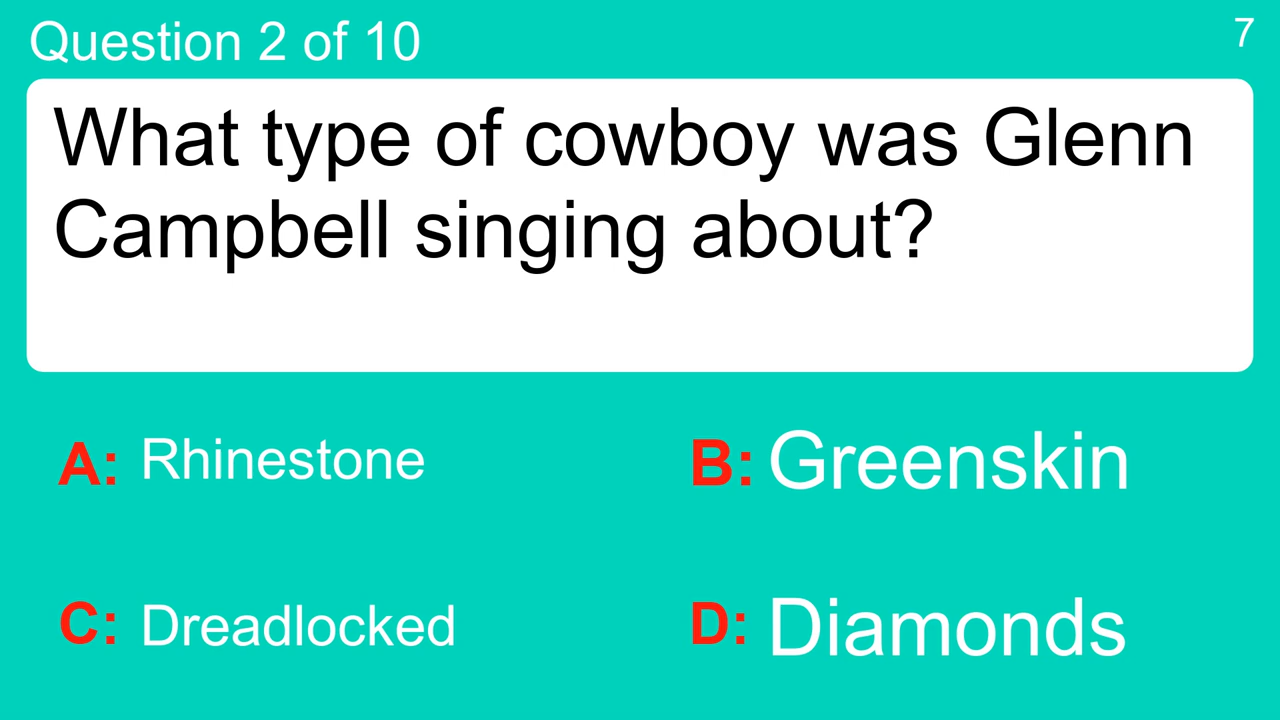 Question 2 of 10
7
What type of cowboy was Glenn
Campbell singing about?
A: Rhinestone
B: Greenskin
C: Dreadlocked
D: Diamonds